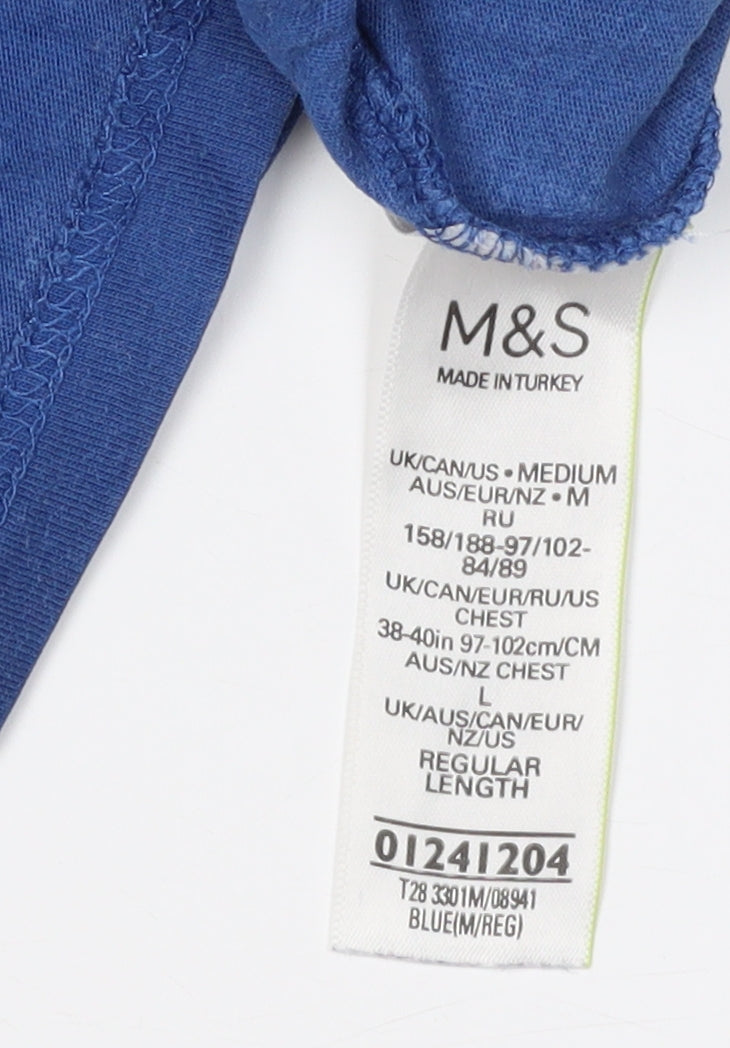 M&S
MADE IN TURKEY
UK/CAN/US • MEDIUM
AUS/EUR/NZ • M
RU
158/188-97/102-
84/89
UK/CAN/EUR/RU/US
CHEST
38-40in 97-102cm/CM
AUS/NZ CHEST
L
UK/AUS/CAN/EUR/
NZ/US
REGULAR
LENGTH
01241204
T28 3301M/08941
BLUE(M/REG)